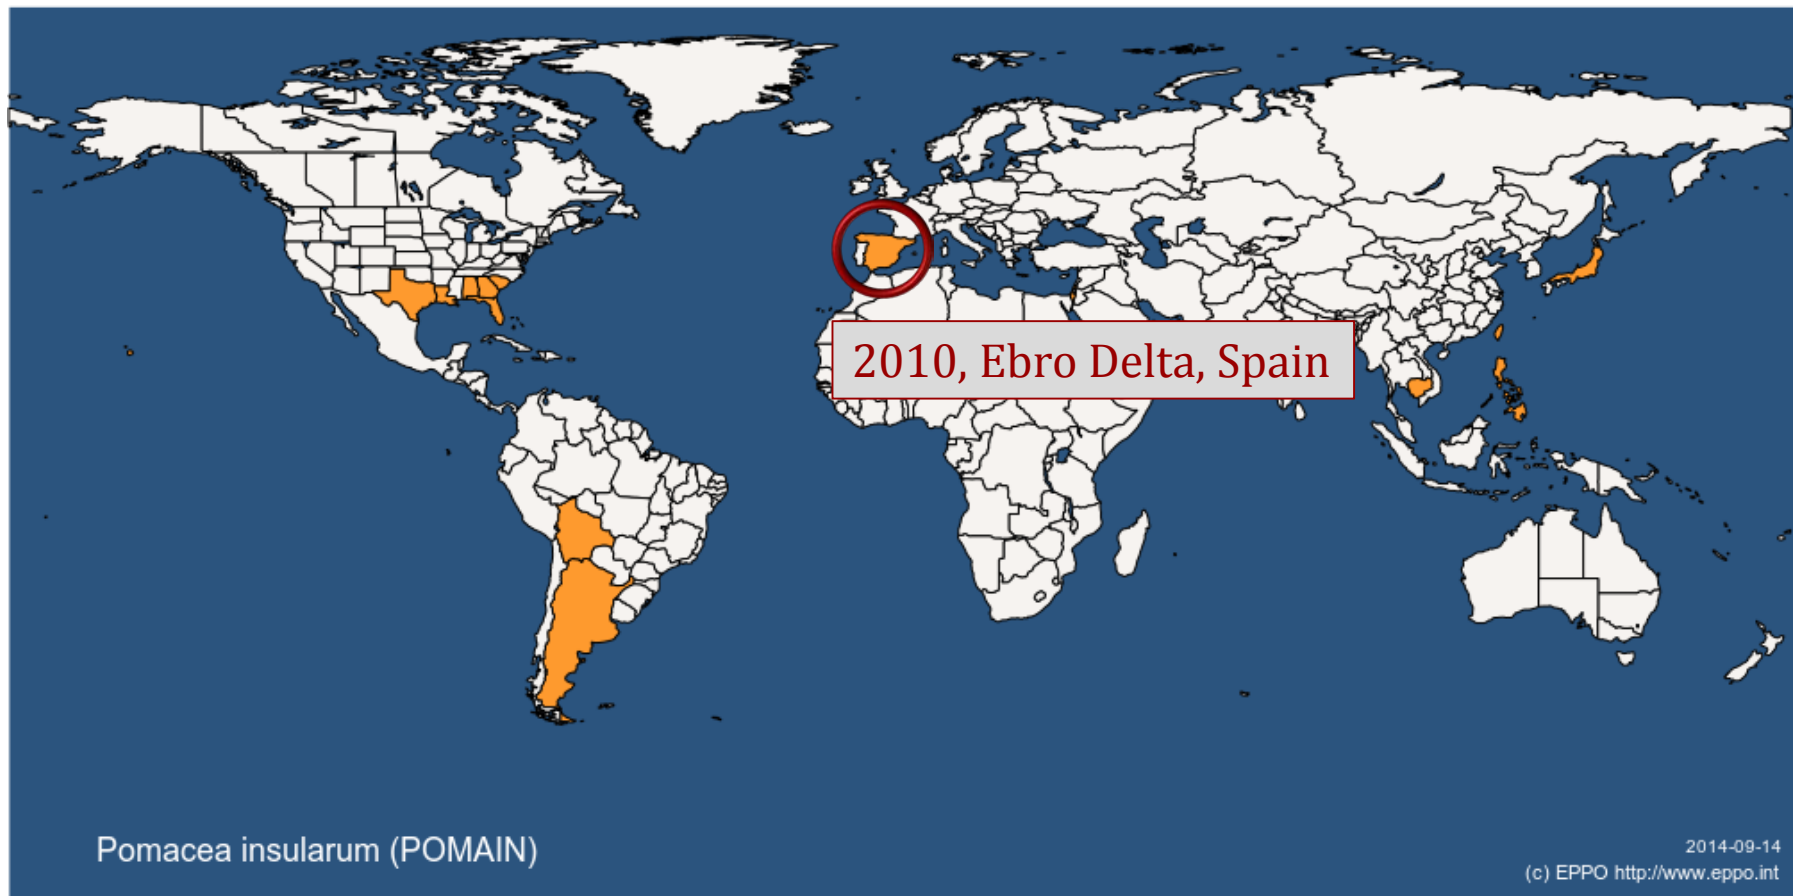 2010, Ebro Delta, Spain
Pomacea insularum (POMAIN)
2014-09-14
(c) EPPO http://www.eppo.int